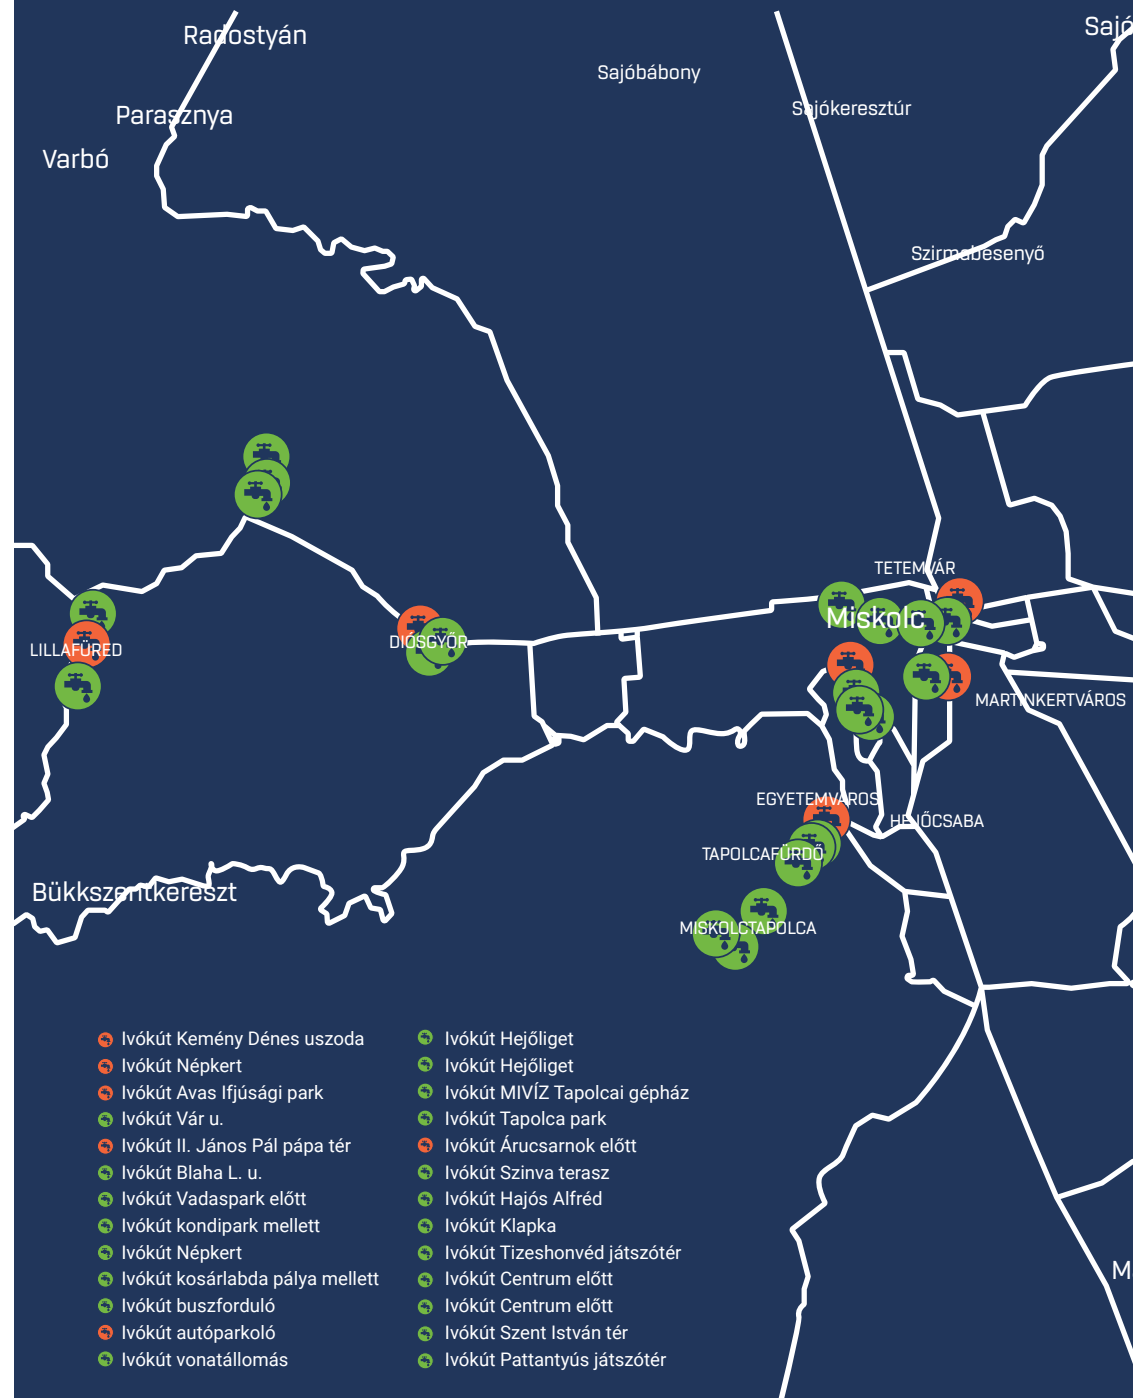 Radostyán
Sajó
Sajóbábony
Sajókeresztúr
Parasznya
Varbó
Szirmabesenyő
TETEMVÁR
Miskolc
DIÓSGYŐR
LILLAFÜRED
MARTINKERTVÁROS
EGYETEMVÁROS
HEJŐCSABA
TAPOLCAFÜRDŐ
Bükkszentkereszt
MISKOLCTAPOLCA
Ivókút Kemény Dénes uszoda
Ivókút Népkert
Ivókút Avas Ifjúsági park
Ivókút Vár u.
Ivókút II. János Pál pápa tér
Ivókút Blaha L. u.
Ivókút Vadaspark előtt
Ivókút kondipark mellett
Ivókút Népkert
Ivókút kosárlabda pálya mellett
Ivókút buszforduló
Ivókút autóparkoló
Ivókút vonatállomás
Ivókút Hejőliget
Ivókút Hejőliget
Ivókút MIVÍZ Tapolcai gépház
Ivókút Tapolca park
Ivókút Árucsarnok előtt
Ivókút Szinva terasz
Ivókút Hajós Alfréd
Ivókút Klapka
Ivókút Tizeshonvéd játszótér
Ivókút Centrum előtt
Ivókút Centrum előtt
Ivókút Szent István tér
Ivókút Pattantyús játszótér
M